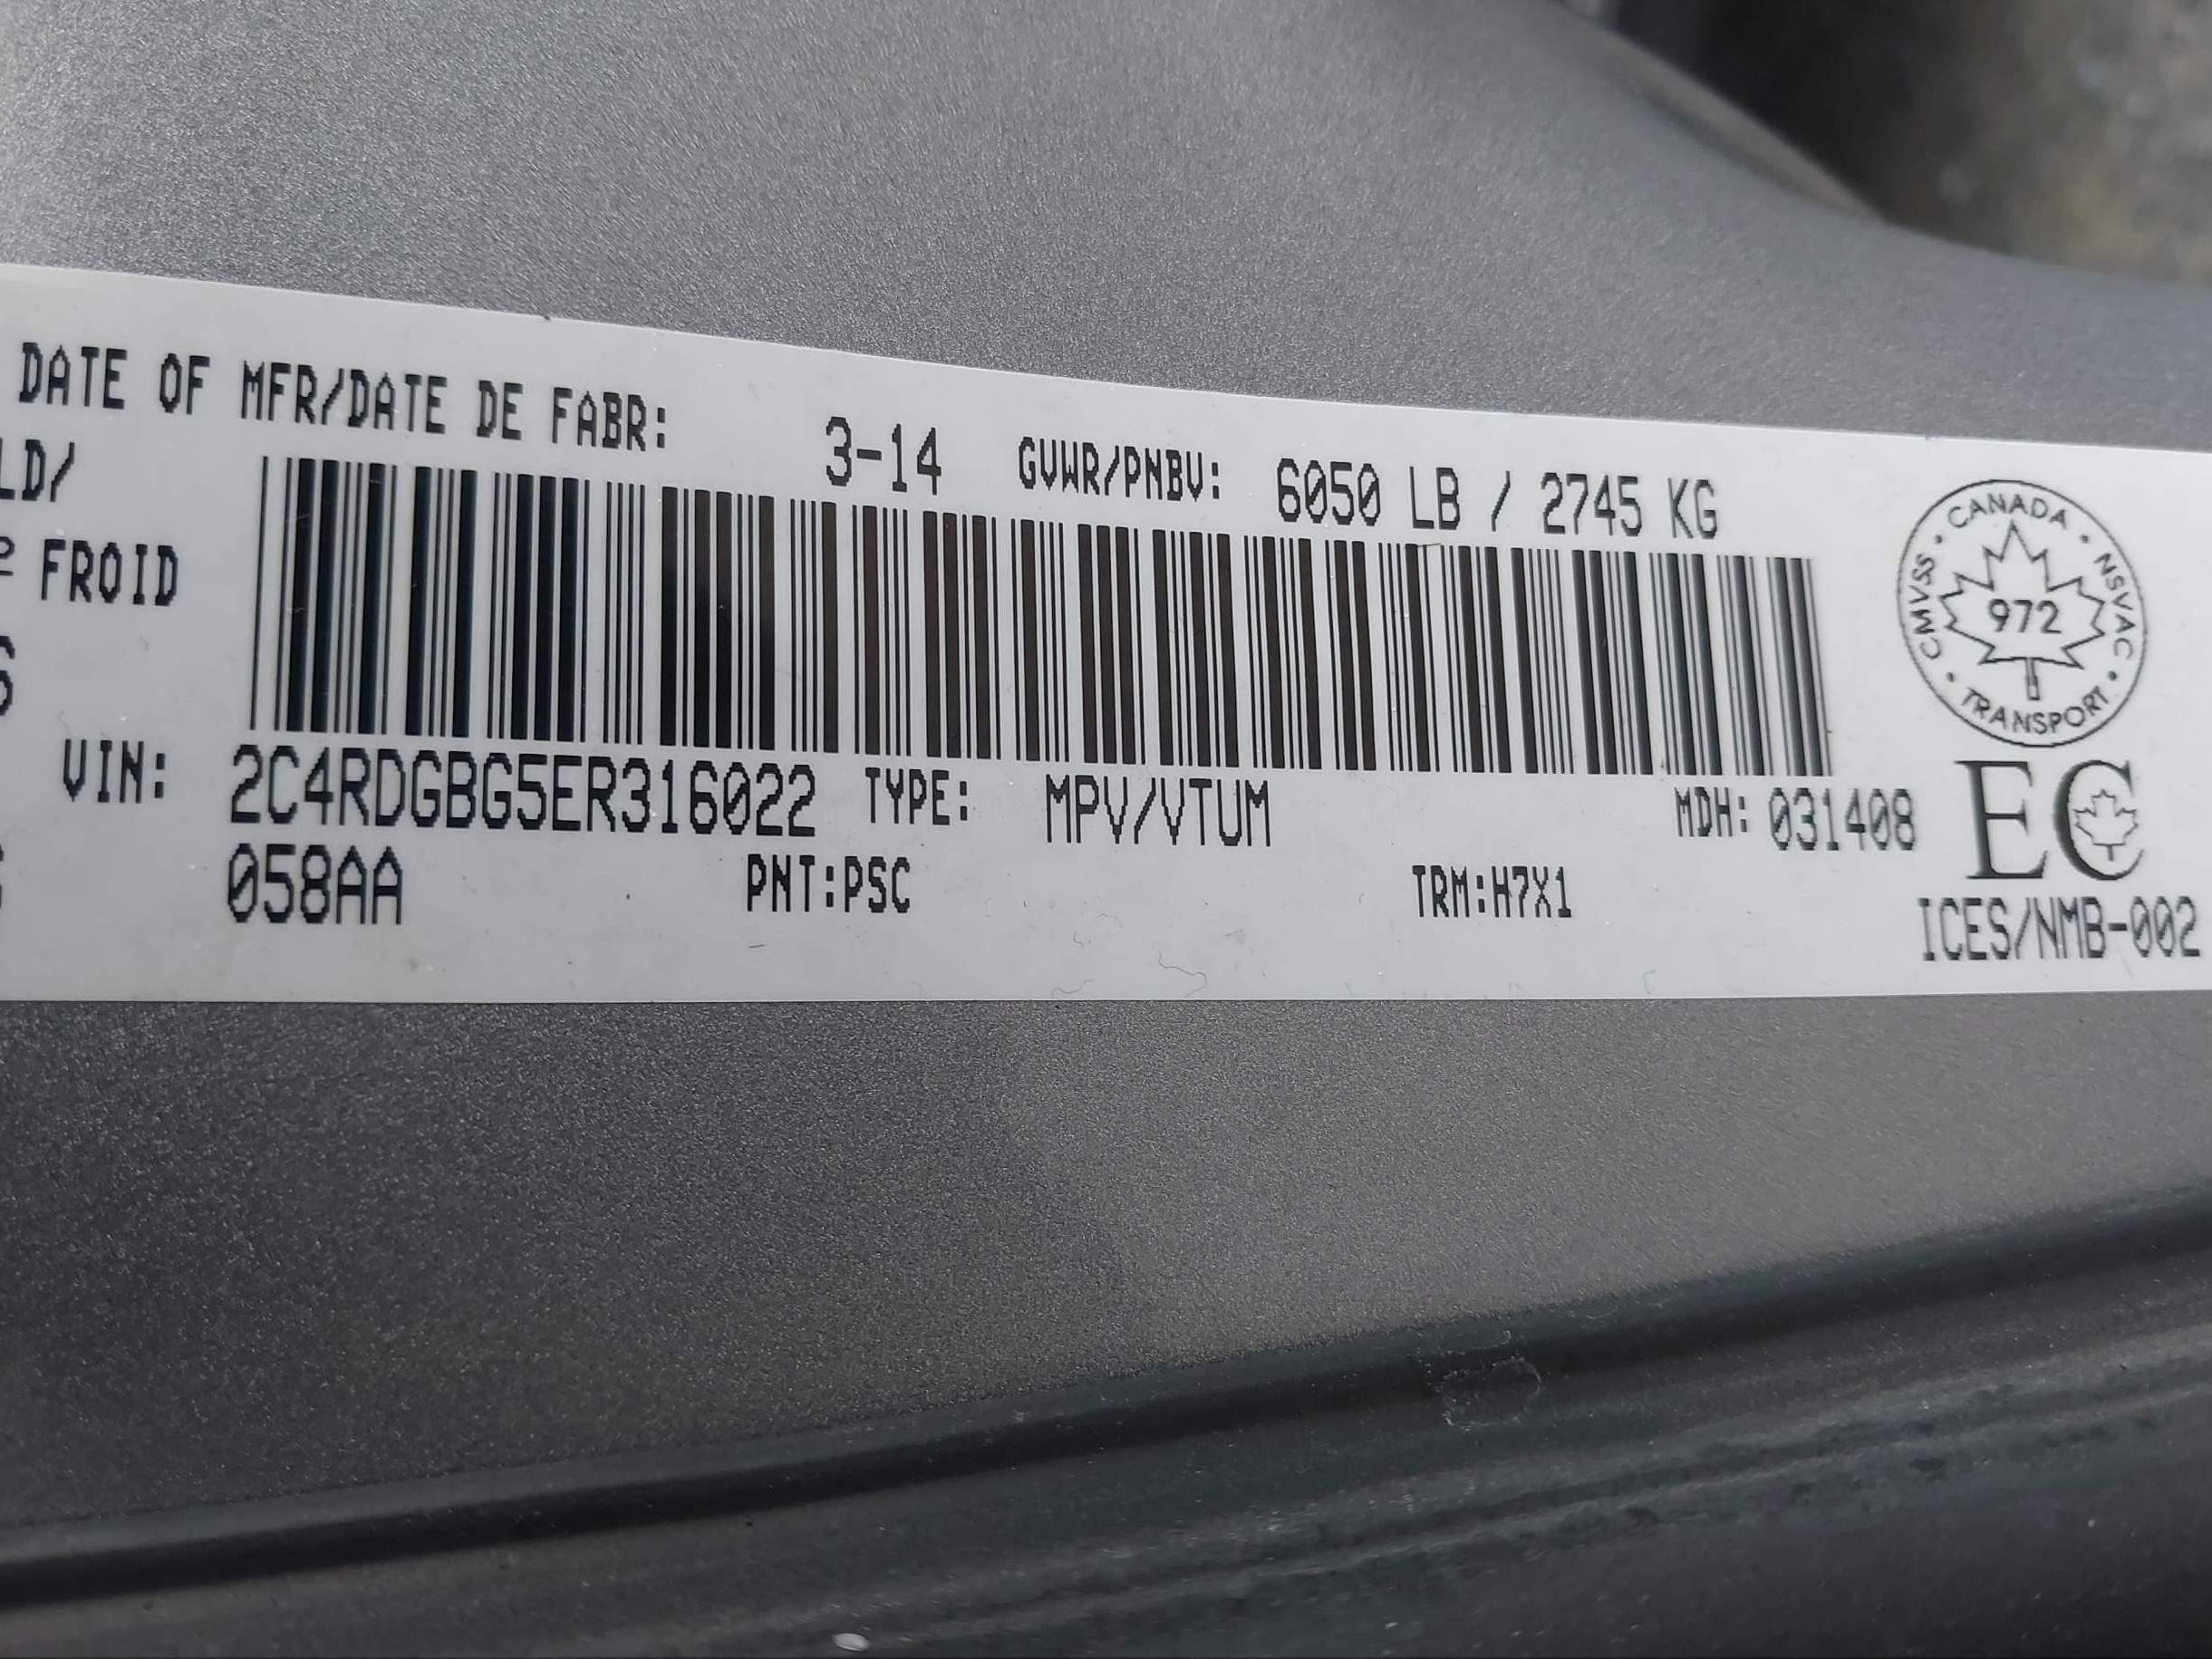 DATE OF MFR/DATE DE FABR: 3-14 GVWR/PNBV: 6050 LB / 2745 KG
LD/
FROID
CANADA • NSVAC • TRANSPORT • CMVSS •
972
VIN: 2C4RDGBG5ER316022 TYPE: MPV/VTUM MDH: 031408
EC
058AA PNT:PSC TRM:H7X1
ICES/NMB-002